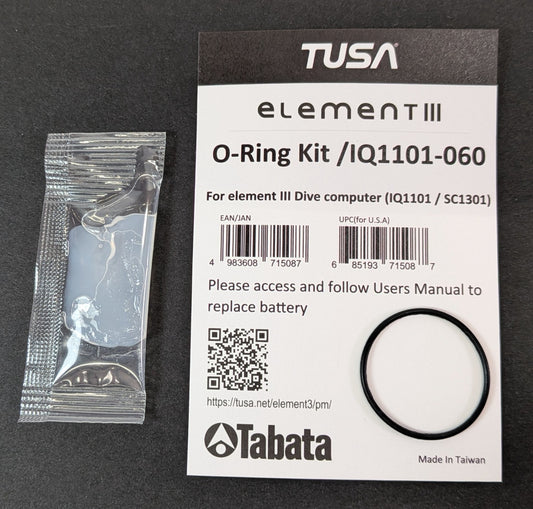 TUSA
ELEMENT III
O-Ring Kit /IQ1101-060
For element III Dive computer (IQ1101 / SC1301)
EAN/JAN UPC(for U.S.A)
4 983608 715087 6 85193 71508 7
Please access and follow Users Manual to
replace battery
https://tusa.net/element3/pm/
Tabata
Made In Taiwan